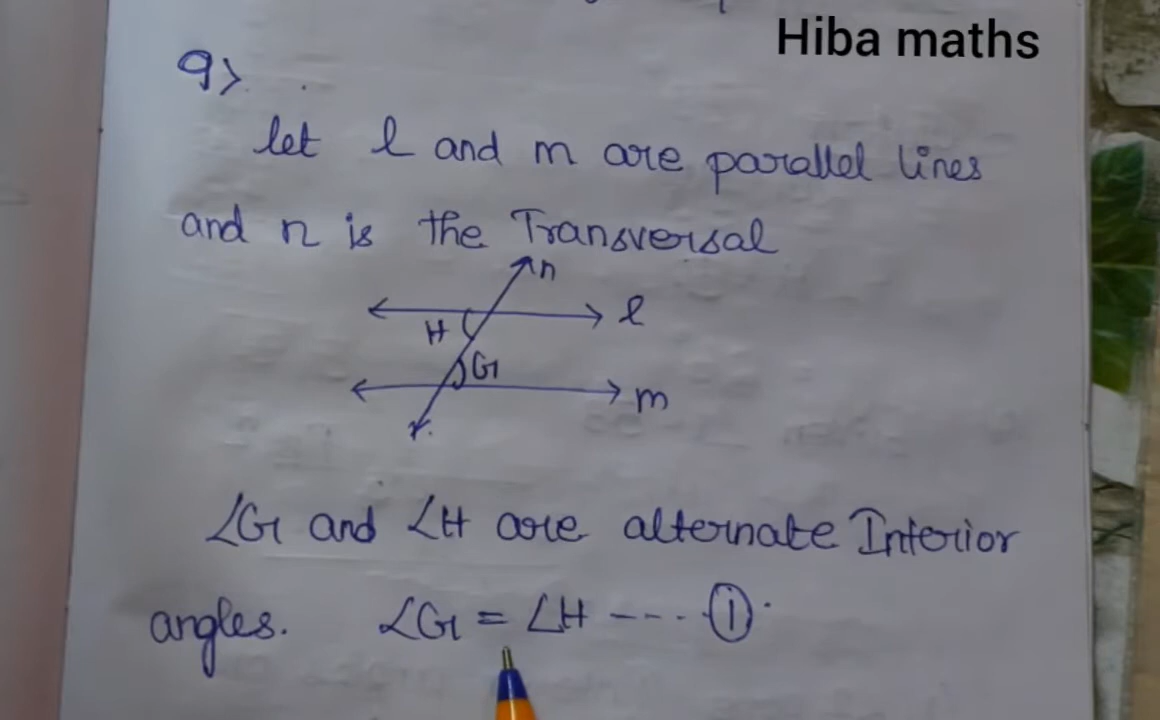 Hiba maths
9>
let l and m are parallel lines
and n is the Transversal
n
l
H
G
m
∠G and ∠H are alternate Interior
angles. ∠G = ∠H ---- ①